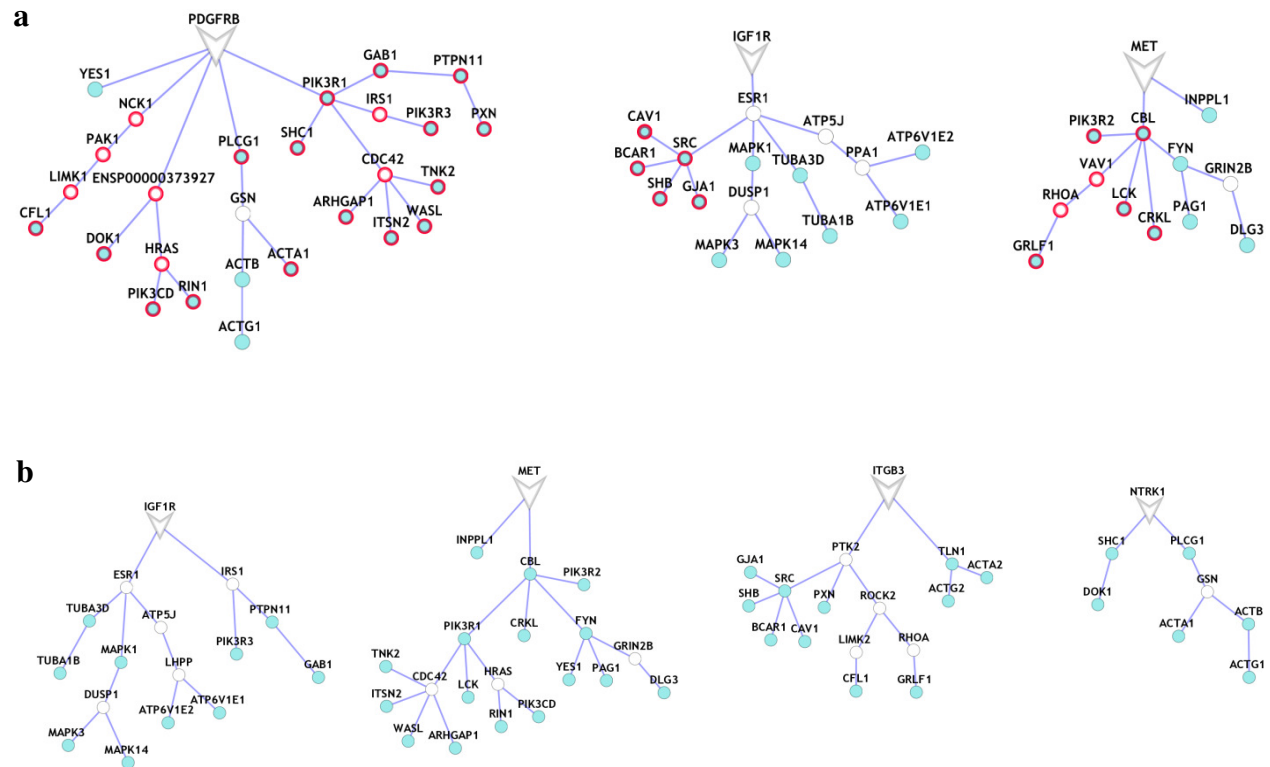 a
PDGFRB
YES1
NCK1
PAK1
LIMK1
CFL1
ENSP00000373927
DOK1
HRAS
PIK3CD
RIN1
PLCG1
GSN
ACTB
ACTA1
ACTG1
PIK3R1
GAB1
PTPN11
PXN
IRS1
PIK3R3
SHC1
CDC42
TNK2
ARHGAP1
ITSN2
WASL
IGF1R
ESR1
CAV1
BCAR1
SRC
SHB
GJA1
MAPK1
DUSP1
MAPK3
MAPK14
TUBA3D
TUBA1B
ATP5J
PPA1
ATP6V1E2
ATP6V1E1
MET
INPPL1
CBL
PIK3R2
VAV1
RHOA
GRLF1
LCK
CRKL
FYN
PAG1
GRIN2B
DLG3
b
IGF1R
ESR1
IRS1
TUBA3D
TUBA1B
MAPK1
ATP5J
LHPP
ATP6V1E2
ATP6V1E1
DUSP1
MAPK3
MAPK14
PIK3R3
PTPN11
GAB1
MET
INPPL1
CBL
PIK3R2
PIK3R1
CRKL
FYN
YES1
PAG1
GRIN2B
DLG3
TNK2
ITSN2
CDC42
WASL
ARHGAP1
LCK
HRAS
RIN1
PIK3CD
ITGB3
PTK2
TLN1
ACTA2
ACTG2
GJA1
SHB
SRC
BCAR1
CAV1
PXN
ROCK2
LIMK2
CFL1
RHOA
GRLF1
NTRK1
SHC1
DOK1
PLCG1
GSN
ACTA1
ACTB
ACTG1